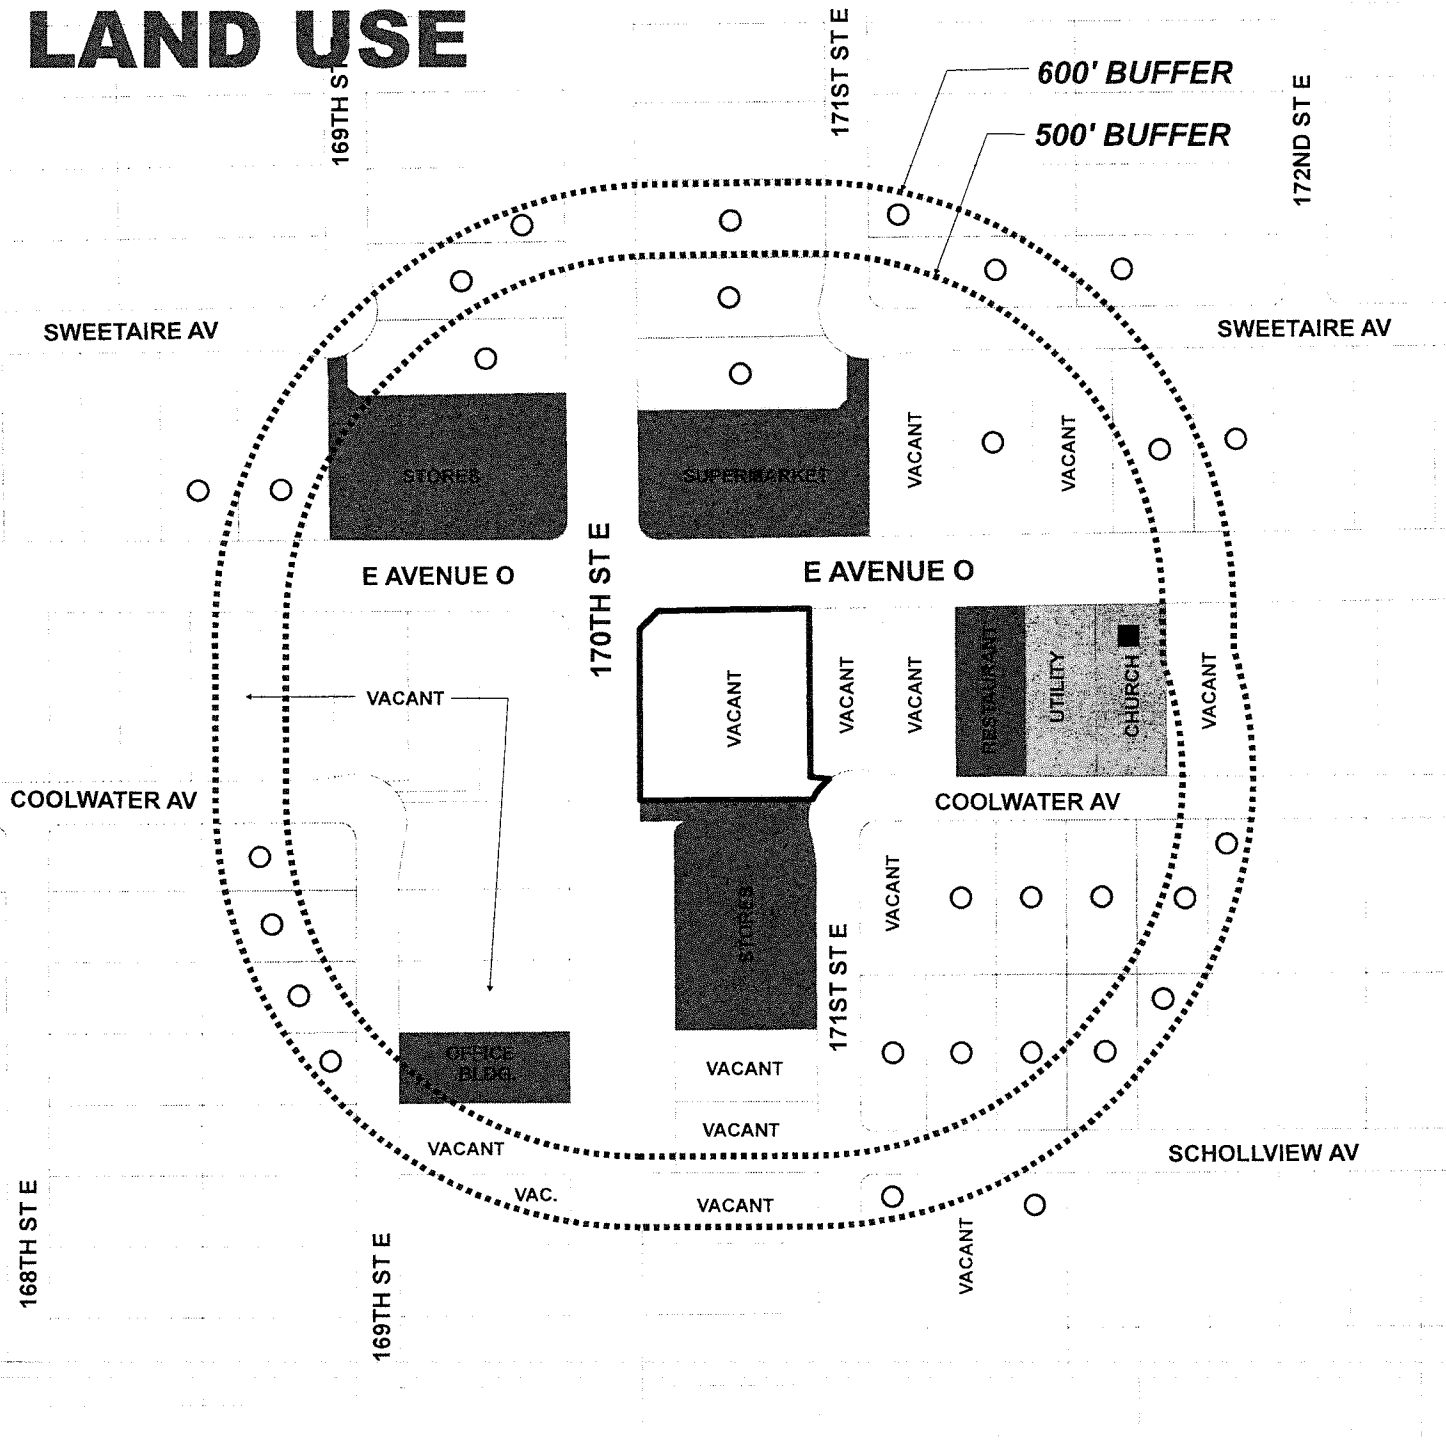 LAND USE
169TH ST
171ST ST E
172ND ST E
600' BUFFER
500' BUFFER
SWEETAIRE AV
SWEETAIRE AV
STORES
SUPERMARKET
VACANT
VACANT
E AVENUE O
170TH ST E
E AVENUE O
VACANT
VACANT
VACANT
VACANT
RESTAURANT
UTILITY
CHURCH
VACANT
COOLWATER AV
COOLWATER AV
STORES
VACANT
171ST ST E
OFFICE
BLDG.
VACANT
VACANT
VACANT
VAC.
VACANT
SCHOLLVIEW AV
168TH ST E
169TH ST E
VACANT